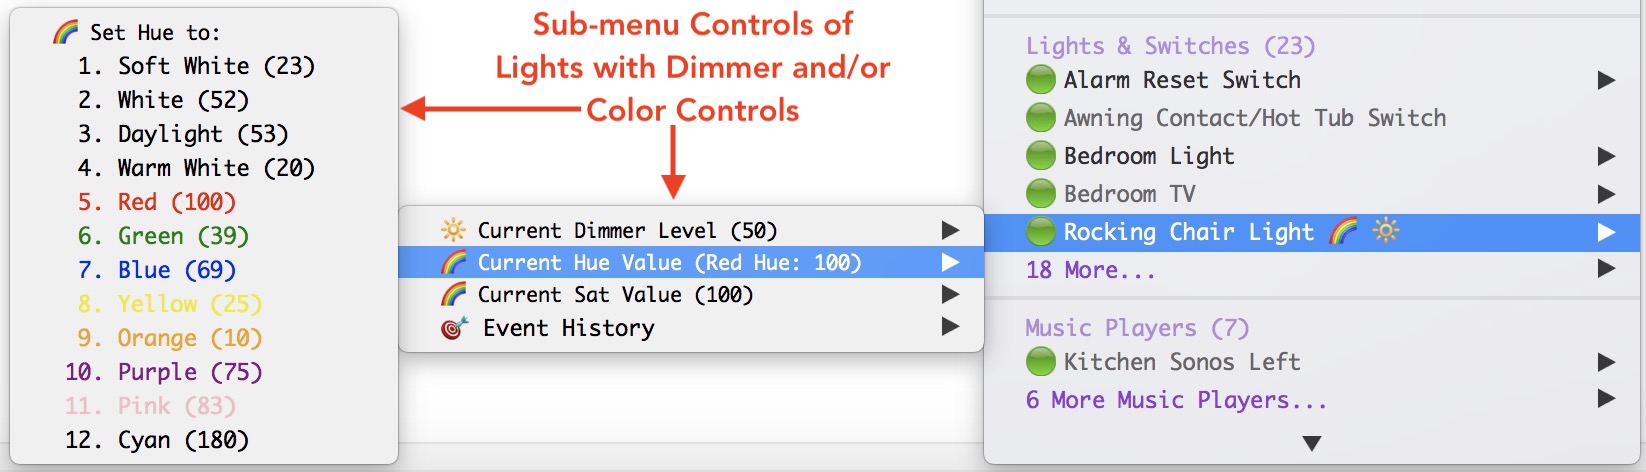 Set Hue to:
1. Soft White (23)
2. White (52)
3. Daylight (53)
4. Warm White (20)
5. Red (100)
6. Green (39)
7. Blue (69)
8. Yellow (25)
9. Orange (10)
10. Purple (75)
11. Pink (83)
12. Cyan (180)
Sub-menu Controls of
Lights with Dimmer and/or
Color Controls
Current Dimmer Level (50)
Current Hue Value (Red Hue: 100)
Current Sat Value (100)
Event History
Lights & Switches (23)
Alarm Reset Switch
Awning Contact/Hot Tub Switch
Bedroom Light
Bedroom TV
Rocking Chair Light
18 More...
Music Players (7)
Kitchen Sonos Left
6 More Music Players...